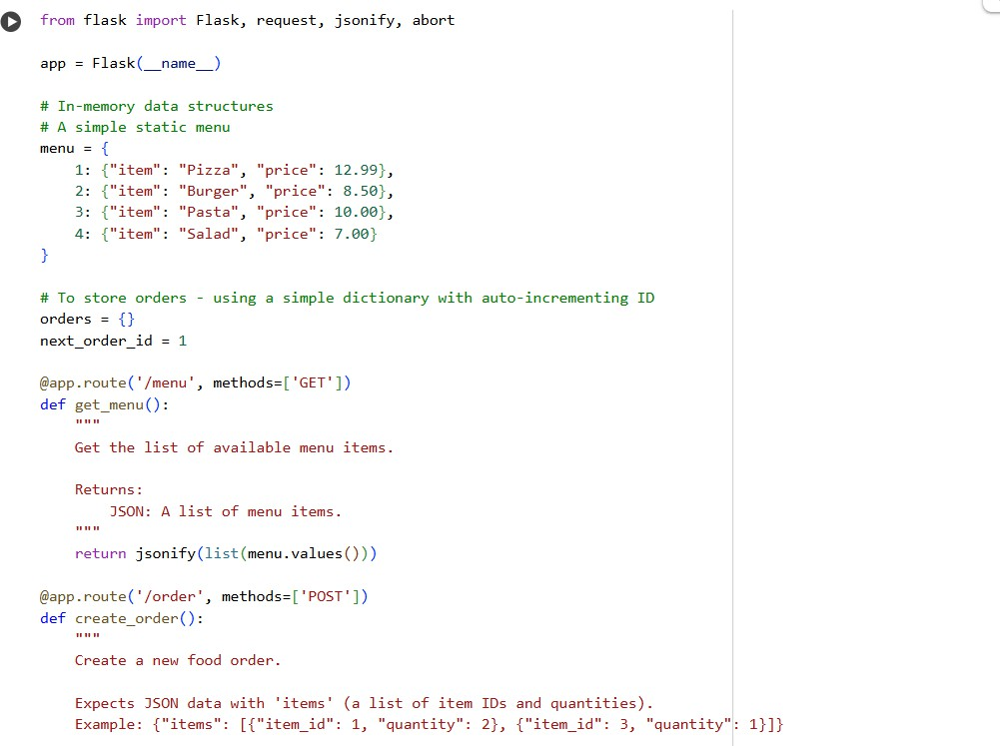 from flask import Flask, request, jsonify, abort

app = Flask(__name__)

# In-memory data structures
# A simple static menu
menu = {
    1: {"item": "Pizza", "price": 12.99},
    2: {"item": "Burger", "price": 8.50},
    3: {"item": "Pasta", "price": 10.00},
    4: {"item": "Salad", "price": 7.00}
}

# To store orders - using a simple dictionary with auto-incrementing ID
orders = {}
next_order_id = 1

@app.route('/menu', methods=['GET'])
def get_menu():
    """
    Get the list of available menu items.

    Returns:
        JSON: A list of menu items.
    """
    return jsonify(list(menu.values()))

@app.route('/order', methods=['POST'])
def create_order():
    """
    Create a new food order.

    Expects JSON data with 'items' (a list of item IDs and quantities).
    Example: {"items": [{"item_id": 1, "quantity": 2}, {"item_id": 3, "quantity": 1}]}